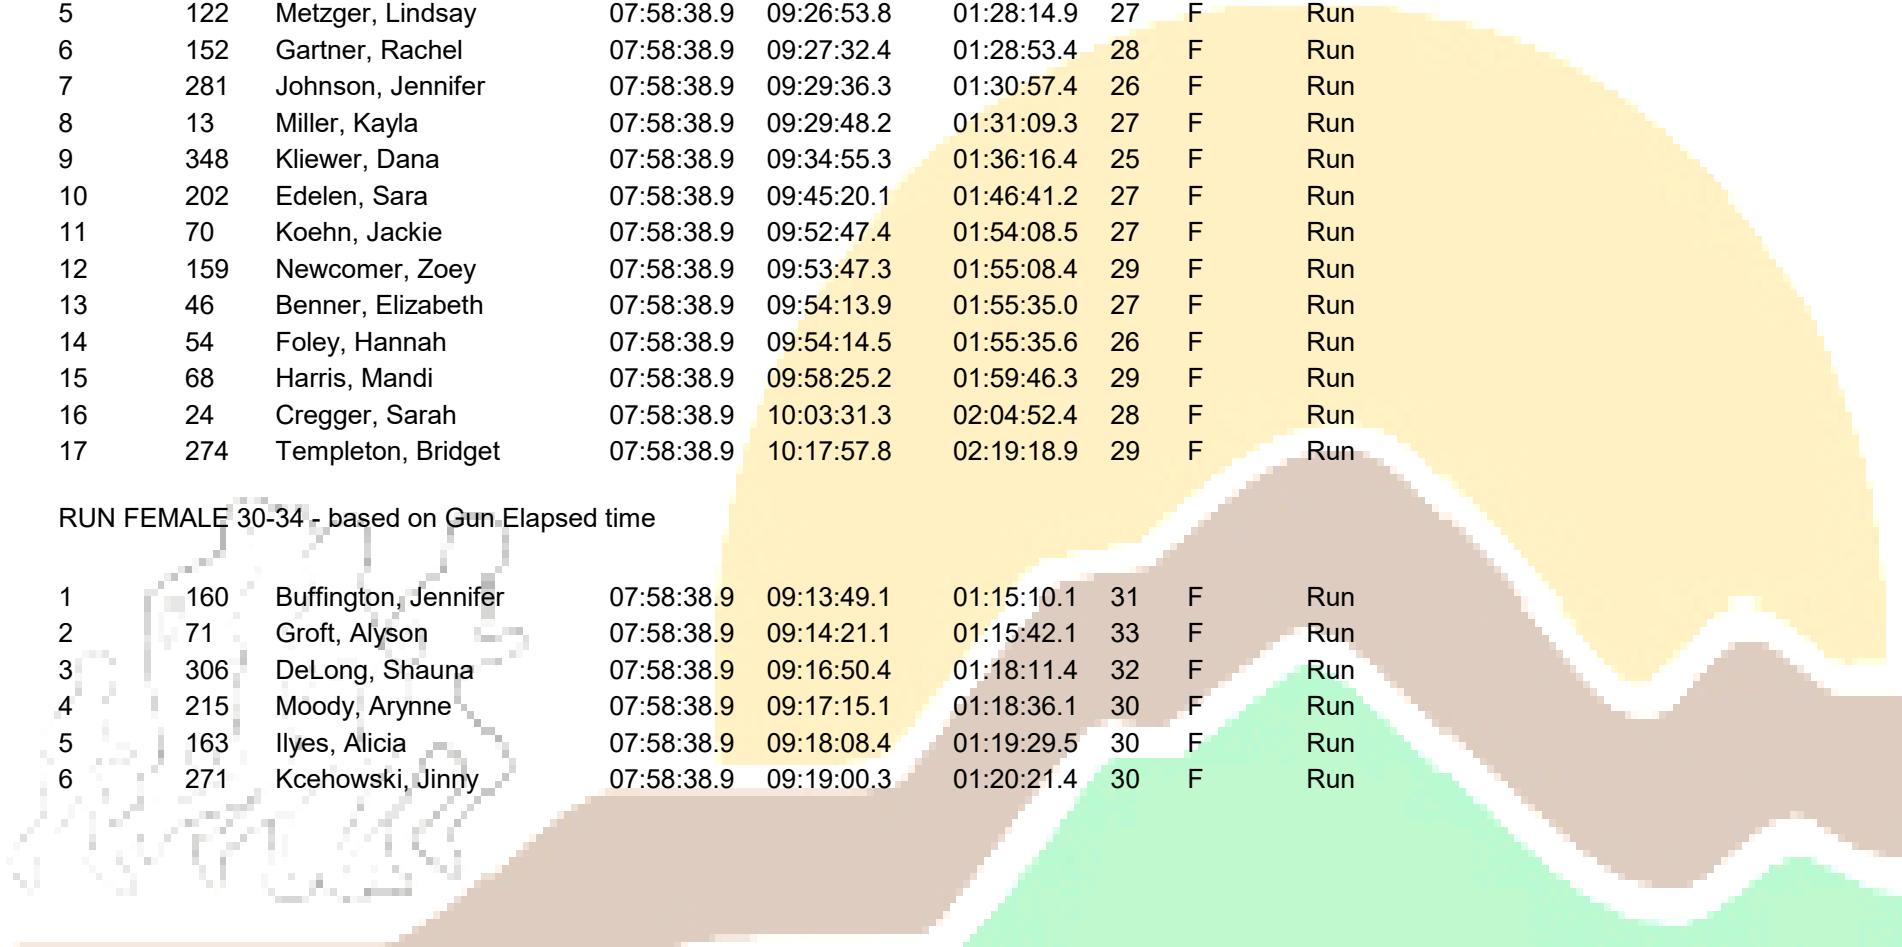 5 122 Metzger, Lindsay 07:58:38.9 09:26:53.8 01:28:14.9 27 F Run
6 152 Gartner, Rachel 07:58:38.9 09:27:32.4 01:28:53.4 28 F Run
7 281 Johnson, Jennifer 07:58:38.9 09:29:36.3 01:30:57.4 26 F Run
8 13 Miller, Kayla 07:58:38.9 09:29:48.2 01:31:09.3 27 F Run
9 348 Kliewer, Dana 07:58:38.9 09:34:55.3 01:36:16.4 25 F Run
10 202 Edelen, Sara 07:58:38.9 09:45:20.1 01:46:41.2 27 F Run
11 70 Koehn, Jackie 07:58:38.9 09:52:47.4 01:54:08.5 27 F Run
12 159 Newcomer, Zoey 07:58:38.9 09:53:47.3 01:55:08.4 29 F Run
13 46 Benner, Elizabeth 07:58:38.9 09:54:13.9 01:55:35.0 27 F Run
14 54 Foley, Hannah 07:58:38.9 09:54:14.5 01:55:35.6 26 F Run
15 68 Harris, Mandi 07:58:38.9 09:58:25.2 01:59:46.3 29 F Run
16 24 Cregger, Sarah 07:58:38.9 10:03:31.3 02:04:52.4 28 F Run
17 274 Templeton, Bridget 07:58:38.9 10:17:57.8 02:19:18.9 29 F Run
RUN FEMALE 30-34 - based on Gun Elapsed time
1 160 Buffington, Jennifer 07:58:38.9 09:13:49.1 01:15:10.1 31 F Run
2 71 Groft, Alyson 07:58:38.9 09:14:21.1 01:15:42.1 33 F Run
3 306 DeLong, Shauna 07:58:38.9 09:16:50.4 01:18:11.4 32 F Run
4 215 Moody, Arynne 07:58:38.9 09:17:15.1 01:18:36.1 30 F Run
5 163 Ilyes, Alicia 07:58:38.9 09:18:08.4 01:19:29.5 30 F Run
6 271 Kcehowski, Jinny 07:58:38.9 09:19:00.3 01:20:21.4 30 F Run